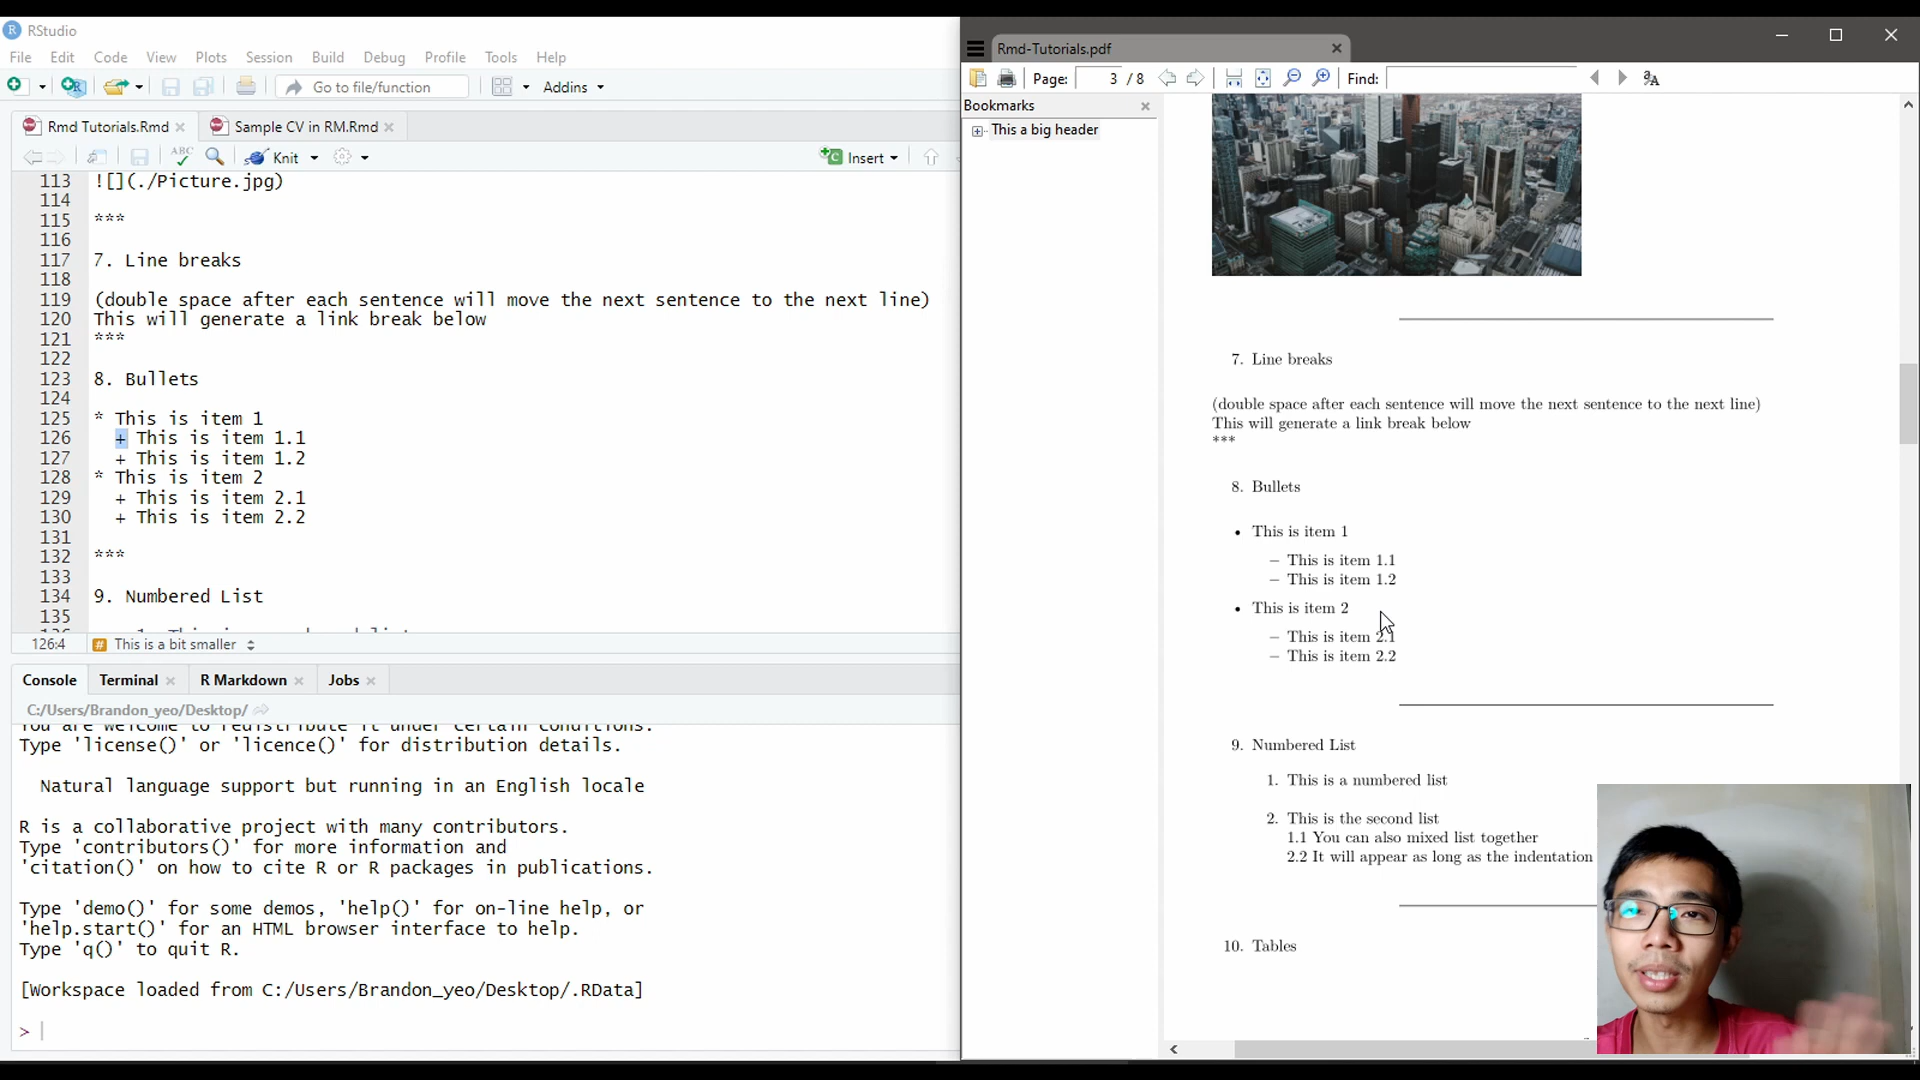 RStudio
File Edit Code View Plots Session Build Debug Profile Tools Help
Go to file/function
Addins
Rmd Tutorials.Rmd
Sample CV in RM.Rmd
ABC
Knit
Insert
113 ![](./Picture.jpg)
114
115 ***
116
117 7. Line breaks
118
119 (double space after each sentence will move the next sentence to the next line)
120 This will generate a link break below
121 ***
122
123 8. Bullets
124
125 * This is item 1
126 + This is item 1.1
127 + This is item 1.2
128 * This is item 2
129 + This is item 2.1
130 + This is item 2.2
131
132 ***
133
134 9. Numbered List
135
126:4 # This is a bit smaller
Console Terminal R Markdown Jobs
C:/Users/Brandon_yeo/Desktop/
You are welcome to redistribute it under certain conditions.
Type 'license()' or 'licence()' for distribution details.
Natural language support but running in an English locale
R is a collaborative project with many contributors.
Type 'contributors()' for more information and
'citation()' on how to cite R or R packages in publications.
Type 'demo()' for some demos, 'help()' for on-line help, or
'help.start()' for an HTML browser interface to help.
Type 'q()' to quit R.
[Workspace loaded from C:/Users/Brandon_yeo/Desktop/.RData]
>
Rmd-Tutorials.pdf
Page: 3 / 8
Find:
Bookmarks
This a big header
7. Line breaks
(double space after each sentence will move the next sentence to the next line)
This will generate a link break below
***
8. Bullets
• This is item 1
– This is item 1.1
– This is item 1.2
• This is item 2
– This is item 2.1
– This is item 2.2
9. Numbered List
1. This is a numbered list
2. This is the second list
1.1 You can also mixed list together
2.2 It will appear as long as the indentation
10. Tables